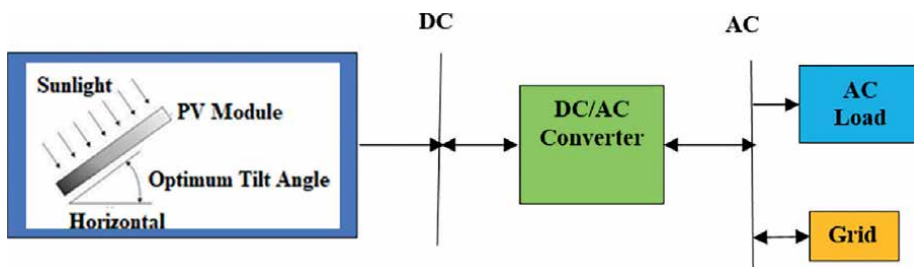 Sunlight
PV Module
Optimum Tilt Angle
Horizontal
DC
DC/AC
Converter
AC
AC
Load
Grid